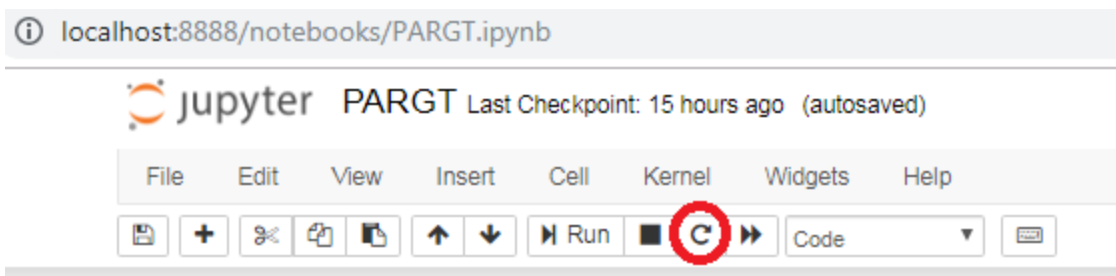 localhost:8888/notebooks/PARGT.ipynb
jupyter PARGT Last Checkpoint: 15 hours ago (autosaved)
File Edit View Insert Cell Kernel Widgets Help
Run Code